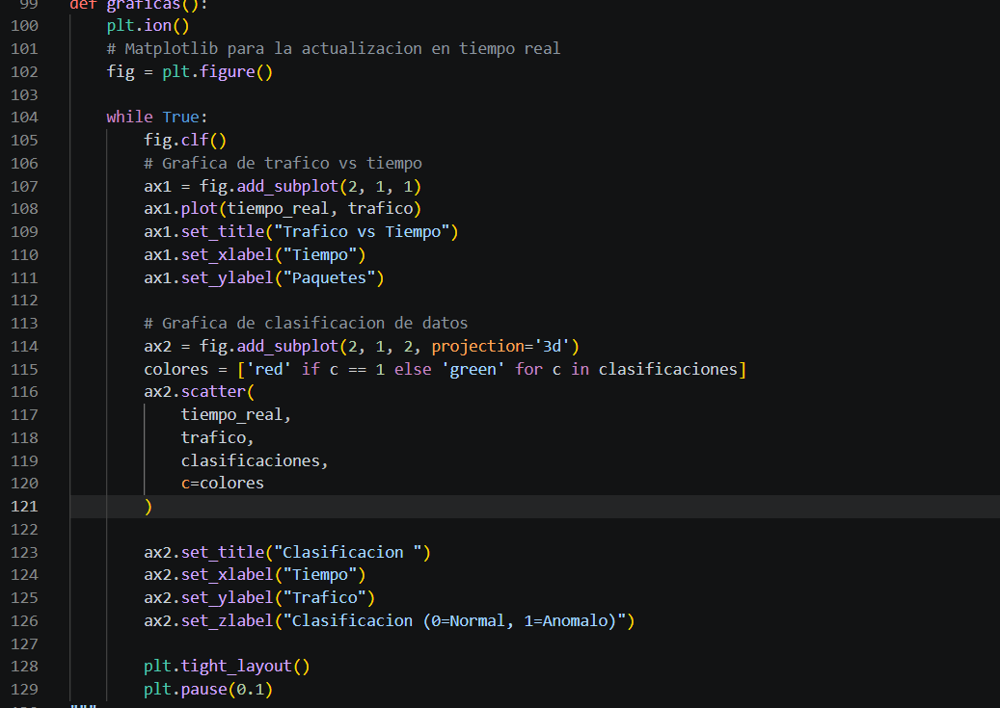 99 def graficas():
100 plt.ion()
101 # Matplotlib para la actualizacion en tiempo real
102 fig = plt.figure()
103
104 while True:
105 fig.clf()
106 # Grafica de trafico vs tiempo
107 ax1 = fig.add_subplot(2, 1, 1)
108 ax1.plot(tiempo_real, trafico)
109 ax1.set_title("Trafico vs Tiempo")
110 ax1.set_xlabel("Tiempo")
111 ax1.set_ylabel("Paquetes")
112
113 # Grafica de clasificacion de datos
114 ax2 = fig.add_subplot(2, 1, 2, projection='3d')
115 colores = ['red' if c == 1 else 'green' for c in clasificaciones]
116 ax2.scatter(
117 tiempo_real,
118 trafico,
119 clasificaciones,
120 c=colores
121 )
122
123 ax2.set_title("Clasificacion ")
124 ax2.set_xlabel("Tiempo")
125 ax2.set_ylabel("Trafico")
126 ax2.set_zlabel("Clasificacion (0=Normal, 1=Anomalo)")
127
128 plt.tight_layout()
129 plt.pause(0.1)